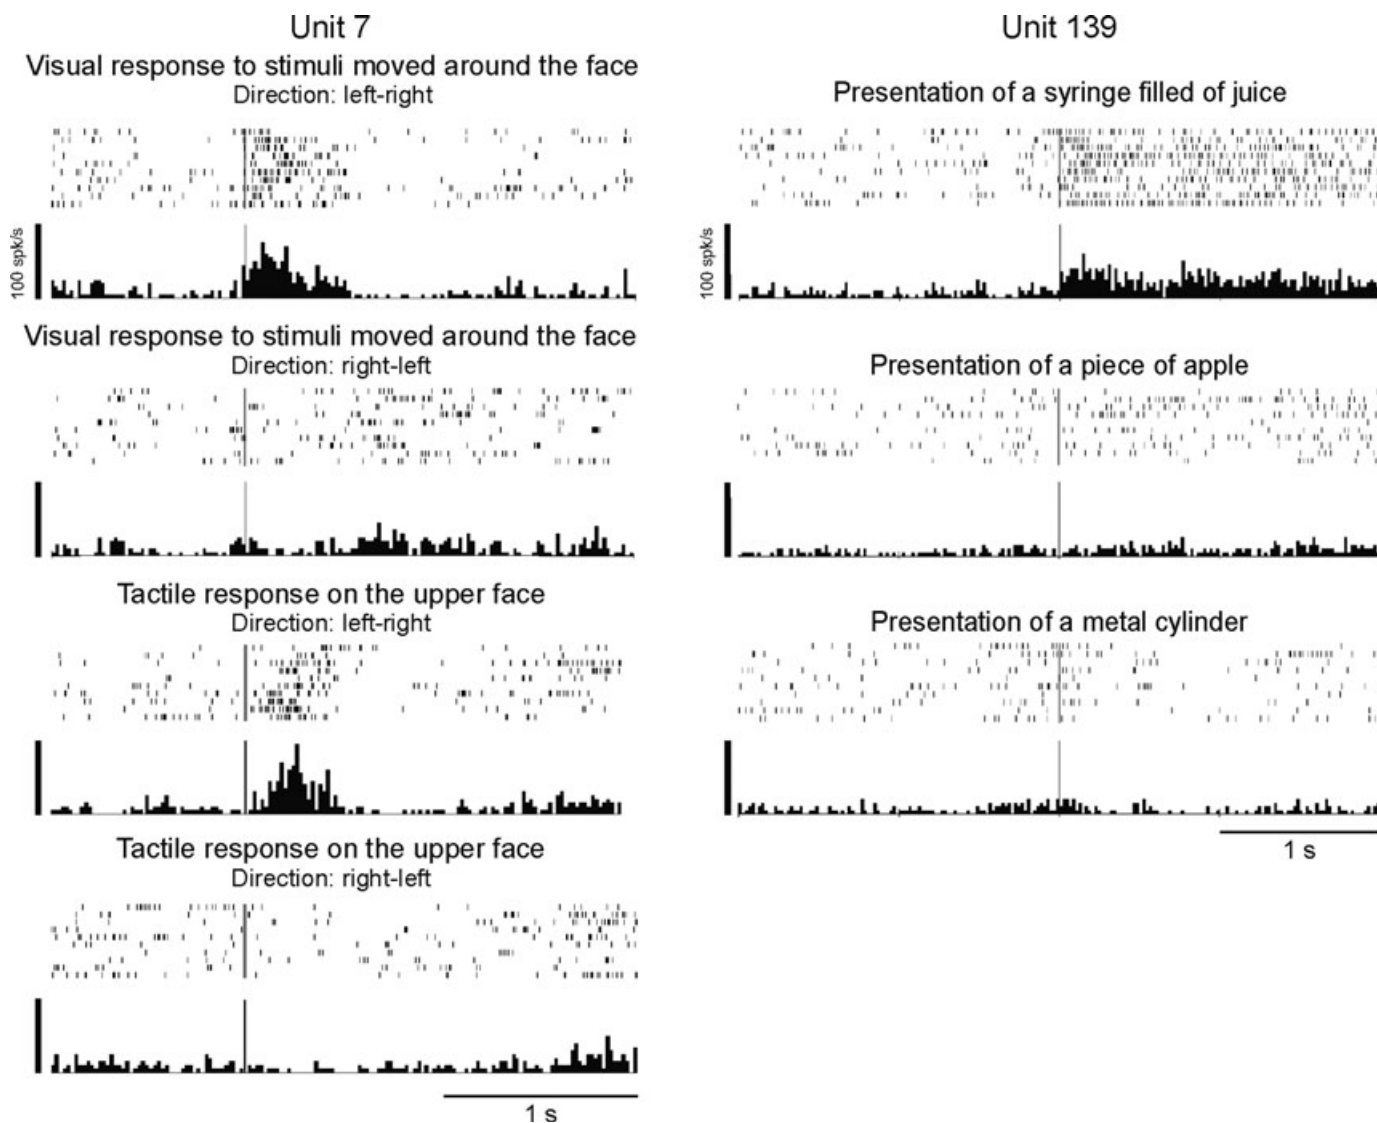 Unit 7
Visual response to stimuli moved around the face
Direction: left-right
100 spk/s
Visual response to stimuli moved around the face
Direction: right-left
Tactile response on the upper face
Direction: left-right
Tactile response on the upper face
Direction: right-left
1 s
Unit 139
Presentation of a syringe filled of juice
100 spk/s
Presentation of a piece of apple
Presentation of a metal cylinder
1 s